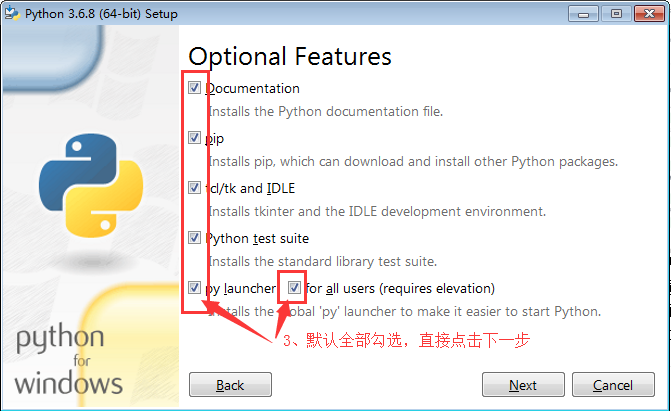 Python 3.6.8 (64-bit) Setup
Optional Features
Documentation
Installs the Python documentation file.
pip
Installs pip, which can download and install other Python packages.
tcl/tk and IDLE
Installs tkinter and the IDLE development environment.
Python test suite
Installs the standard library test suite.
py launcher for all users (requires elevation)
Installs the global 'py' launcher to make it easier to start Python.
3、默认全部勾选，直接点击下一步
python
for
windows
Back Next Cancel